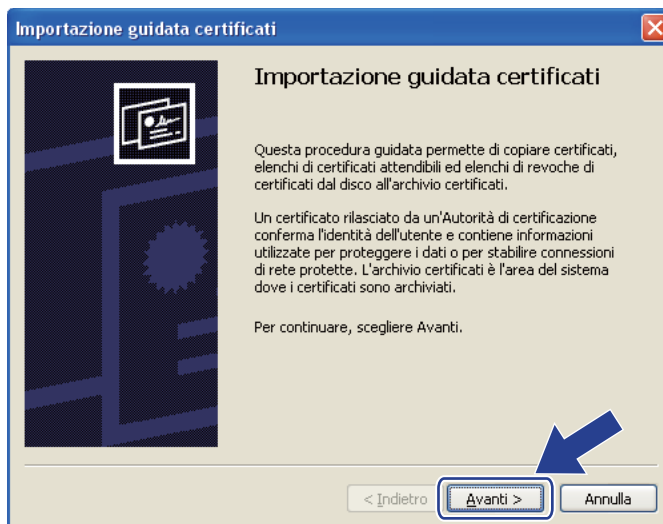 Importazione guidata certificati
Importazione guidata certificati
Questa procedura guidata permette di copiare certificati,
elenchi di certificati attendibili ed elenchi di revoche di
certificati dal disco all'archivio certificati.
Un certificato rilasciato da un'Autorità di certificazione
conferma l'identità dell'utente e contiene informazioni
utilizzate per proteggere i dati o per stabilire connessioni
di rete protette. L'archivio certificati è l'area del sistema
dove i certificati sono archiviati.
Per continuare, scegliere Avanti.
< Indietro Avanti > Annulla